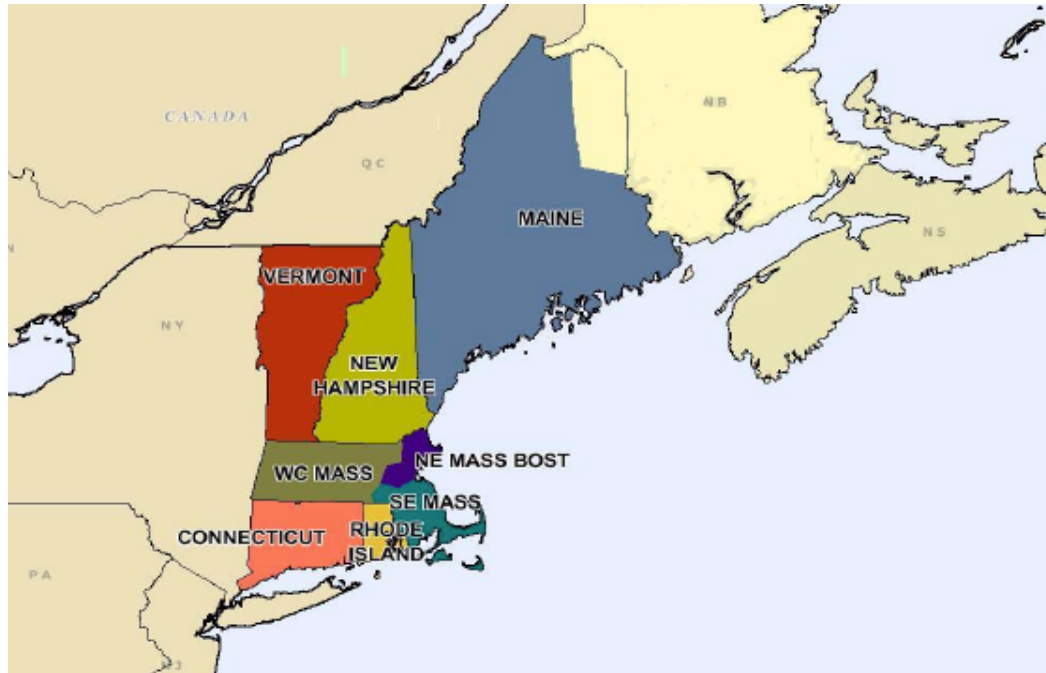 CANADA
NB
QC
MAINE
NS
VERMONT
NY
NEW
HAMPSHIRE
NE MASS BOST
WC MASS
SE MASS
RHODE
ISLAND
CONNECTICUT
PA
NJ